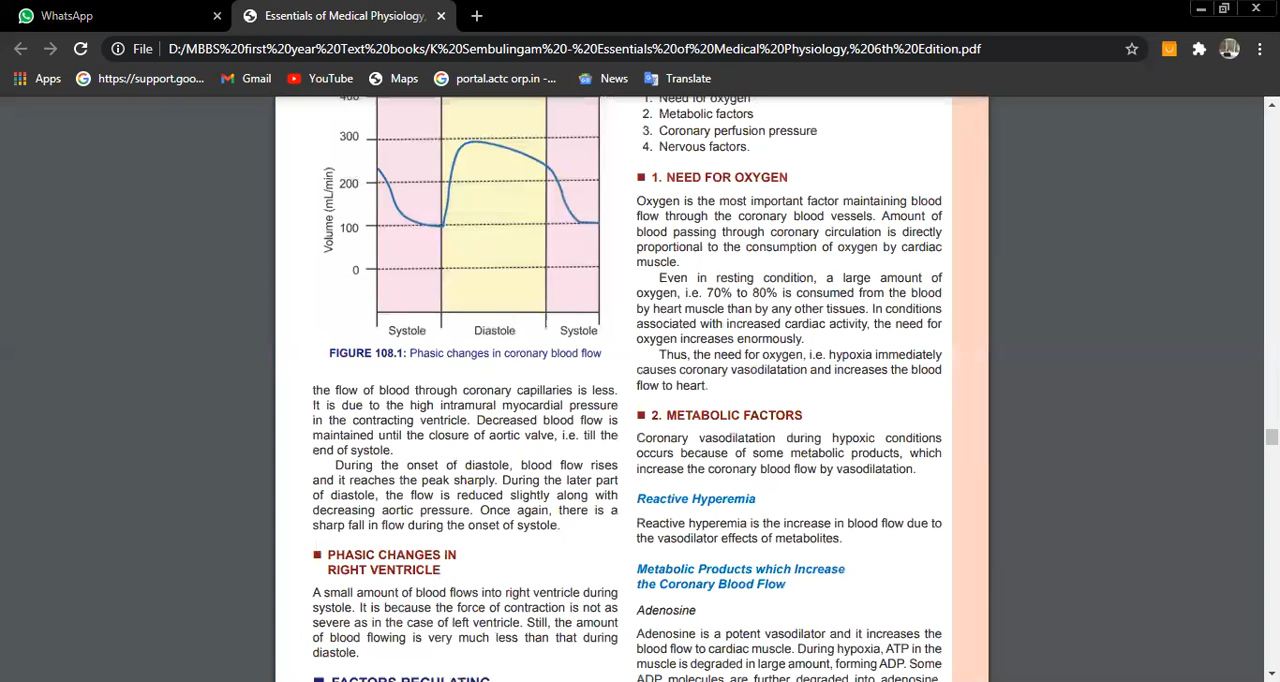 WhatsApp
Essentials of Medical Physiology,
File
D:/MBBS%20first%20year%20Text%20books/K%20Sembulingam%20-%20Essentials%20of%20Medical%20Physiology,%206th%20Edition.pdf
Apps
https://support.goo...
Gmail
YouTube
Maps
portal.actc orp.in -...
News
Translate
400
300
200
100
0
Volume (mL/min)
Systole
Diastole
Systole
FIGURE 108.1: Phasic changes in coronary blood flow
the flow of blood through coronary capillaries is less.
It is due to the high intramural myocardial pressure
in the contracting ventricle. Decreased blood flow is
maintained until the closure of aortic valve, i.e. till the
end of systole.
During the onset of diastole, blood flow rises
and it reaches the peak sharply. During the later part
of diastole, the flow is reduced slightly along with
decreasing aortic pressure. Once again, there is a
sharp fall in flow during the onset of systole.
PHASIC CHANGES IN
RIGHT VENTRICLE
A small amount of blood flows into right ventricle during
systole. It is because the force of contraction is not as
severe as in the case of left ventricle. Still, the amount
of blood flowing is very much less than that during
diastole.
FACTORS REGULATING
1. Need for oxygen
2. Metabolic factors
3. Coronary perfusion pressure
4. Nervous factors.
1. NEED FOR OXYGEN
Oxygen is the most important factor maintaining blood
flow through the coronary blood vessels. Amount of
blood passing through coronary circulation is directly
proportional to the consumption of oxygen by cardiac
muscle.
Even in resting condition, a large amount of
oxygen, i.e. 70% to 80% is consumed from the blood
by heart muscle than by any other tissues. In conditions
associated with increased cardiac activity, the need for
oxygen increases enormously.
Thus, the need for oxygen, i.e. hypoxia immediately
causes coronary vasodilatation and increases the blood
flow to heart.
2. METABOLIC FACTORS
Coronary vasodilatation during hypoxic conditions
occurs because of some metabolic products, which
increase the coronary blood flow by vasodilatation.
Reactive Hyperemia
Reactive hyperemia is the increase in blood flow due to
the vasodilator effects of metabolites.
Metabolic Products which Increase
the Coronary Blood Flow
Adenosine
Adenosine is a potent vasodilator and it increases the
blood flow to cardiac muscle. During hypoxia, ATP in the
muscle is degraded in large amount, forming ADP. Some
ADP molecules are further degraded into adenosine.